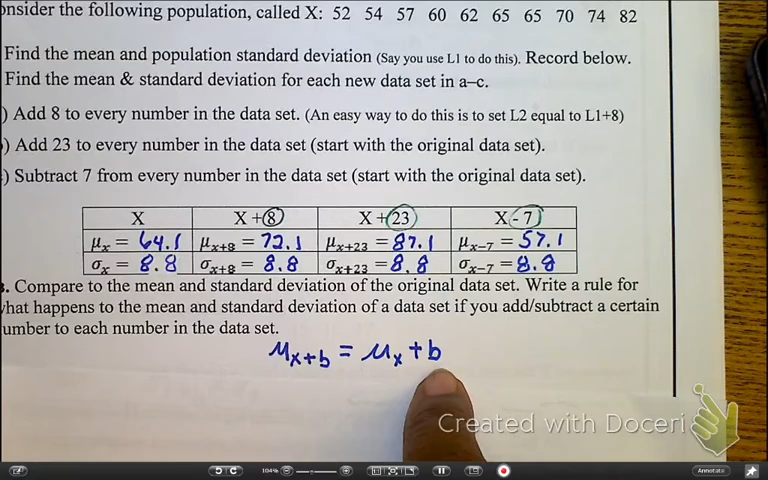 onsider the following population, called X: 52 54 57 60 62 65 65 70 74 82
Find the mean and population standard deviation (Say you use L1 to do this). Record below.
Find the mean & standard deviation for each new data set in a–c.
) Add 8 to every number in the data set. (An easy way to do this is to set L2 equal to L1+8)
) Add 23 to every number in the data set (start with the original data set).
) Subtract 7 from every number in the data set (start with the original data set).
X X + 8 X + 23 X - 7
μx = 64.1 μx+8 = 72.1 μx+23 = 87.1 μx−7 = 57.1
σx = 8.8 σx+8 = 8.8 σx+23 = 8.8 σx−7 = 8.8
. Compare to the mean and standard deviation of the original data set. Write a rule for
what happens to the mean and standard deviation of a data set if you add/subtract a certain
umber to each number in the data set.
μx+b = μx + b
Created with Doceri
104%
Annotate